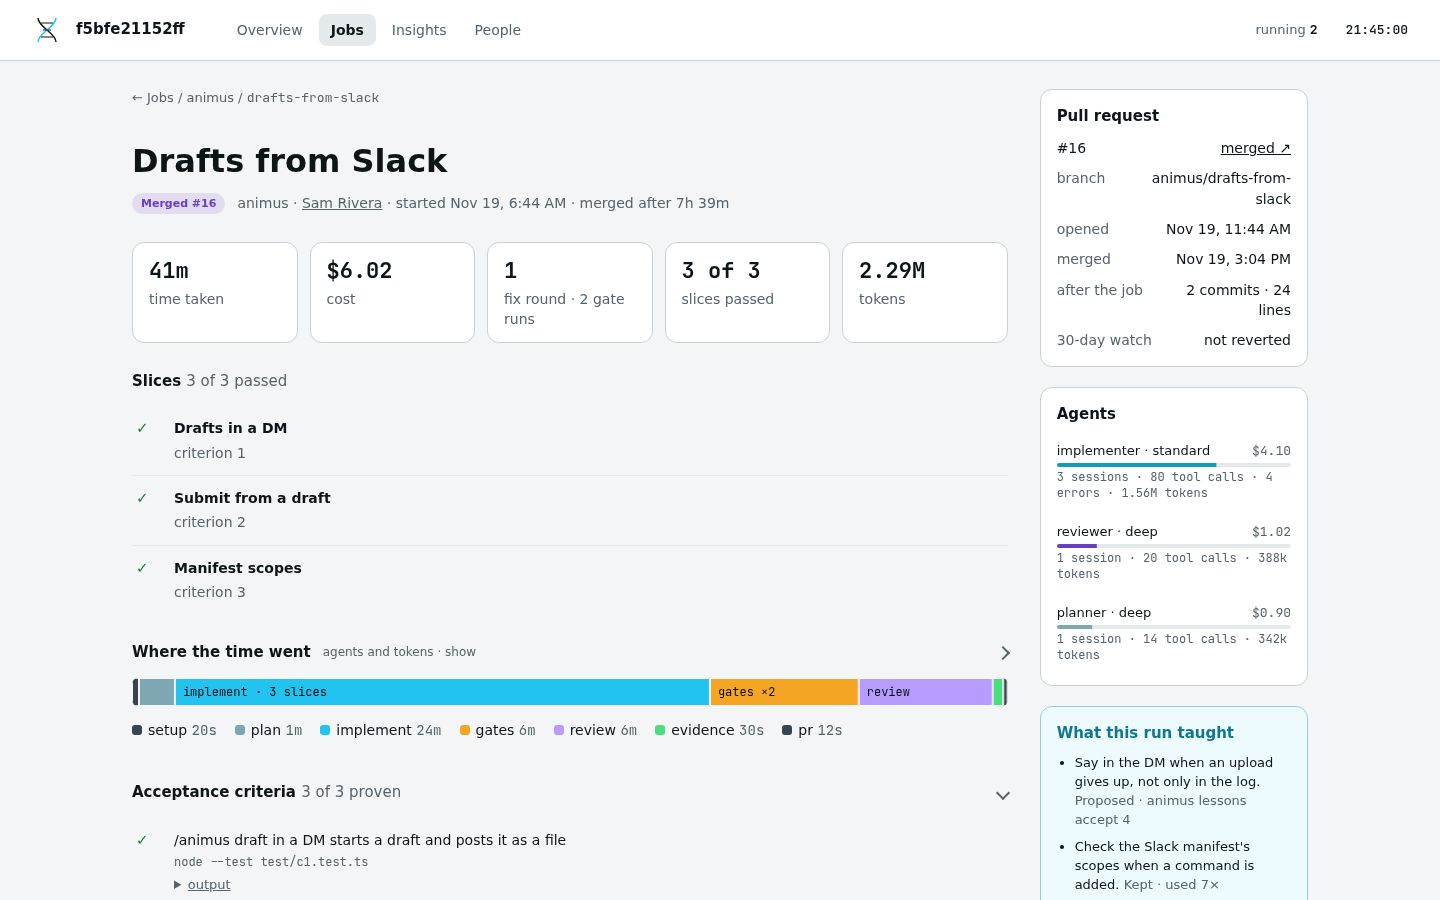 f5bfe21152ff
Overview
Jobs
Insights
People
running 2
21:45:00
← Jobs / animus / drafts-from-slack
Drafts from Slack
Merged #16
animus · Sam Rivera · started Nov 19, 6:44 AM · merged after 7h 39m
41m
time taken
$6.02
cost
1
fix round · 2 gate
runs
3 of 3
slices passed
2.29M
tokens
Slices 3 of 3 passed
✓ Drafts in a DM
criterion 1
✓ Submit from a draft
criterion 2
✓ Manifest scopes
criterion 3
Where the time went agents and tokens · show
implement · 3 slices
gates ×2
review
setup 20s
plan 1m
implement 24m
gates 6m
review 6m
evidence 30s
pr 12s
Acceptance criteria 3 of 3 proven
✓ /animus draft in a DM starts a draft and posts it as a file
node --test test/c1.test.ts
▶ output
Pull request
#16 merged ↗
branch animus/drafts-from-
slack
opened Nov 19, 11:44 AM
merged Nov 19, 3:04 PM
after the job 2 commits · 24
lines
30-day watch not reverted
Agents
implementer · standard $4.10
3 sessions · 80 tool calls · 4
errors · 1.56M tokens
reviewer · deep $1.02
1 session · 20 tool calls · 388k
tokens
planner · deep $0.90
1 session · 14 tool calls · 342k
tokens
What this run taught
• Say in the DM when an upload
gives up, not only in the log.
Proposed · animus lessons
accept 4
• Check the Slack manifest's
scopes when a command is
added. Kept · used 7×